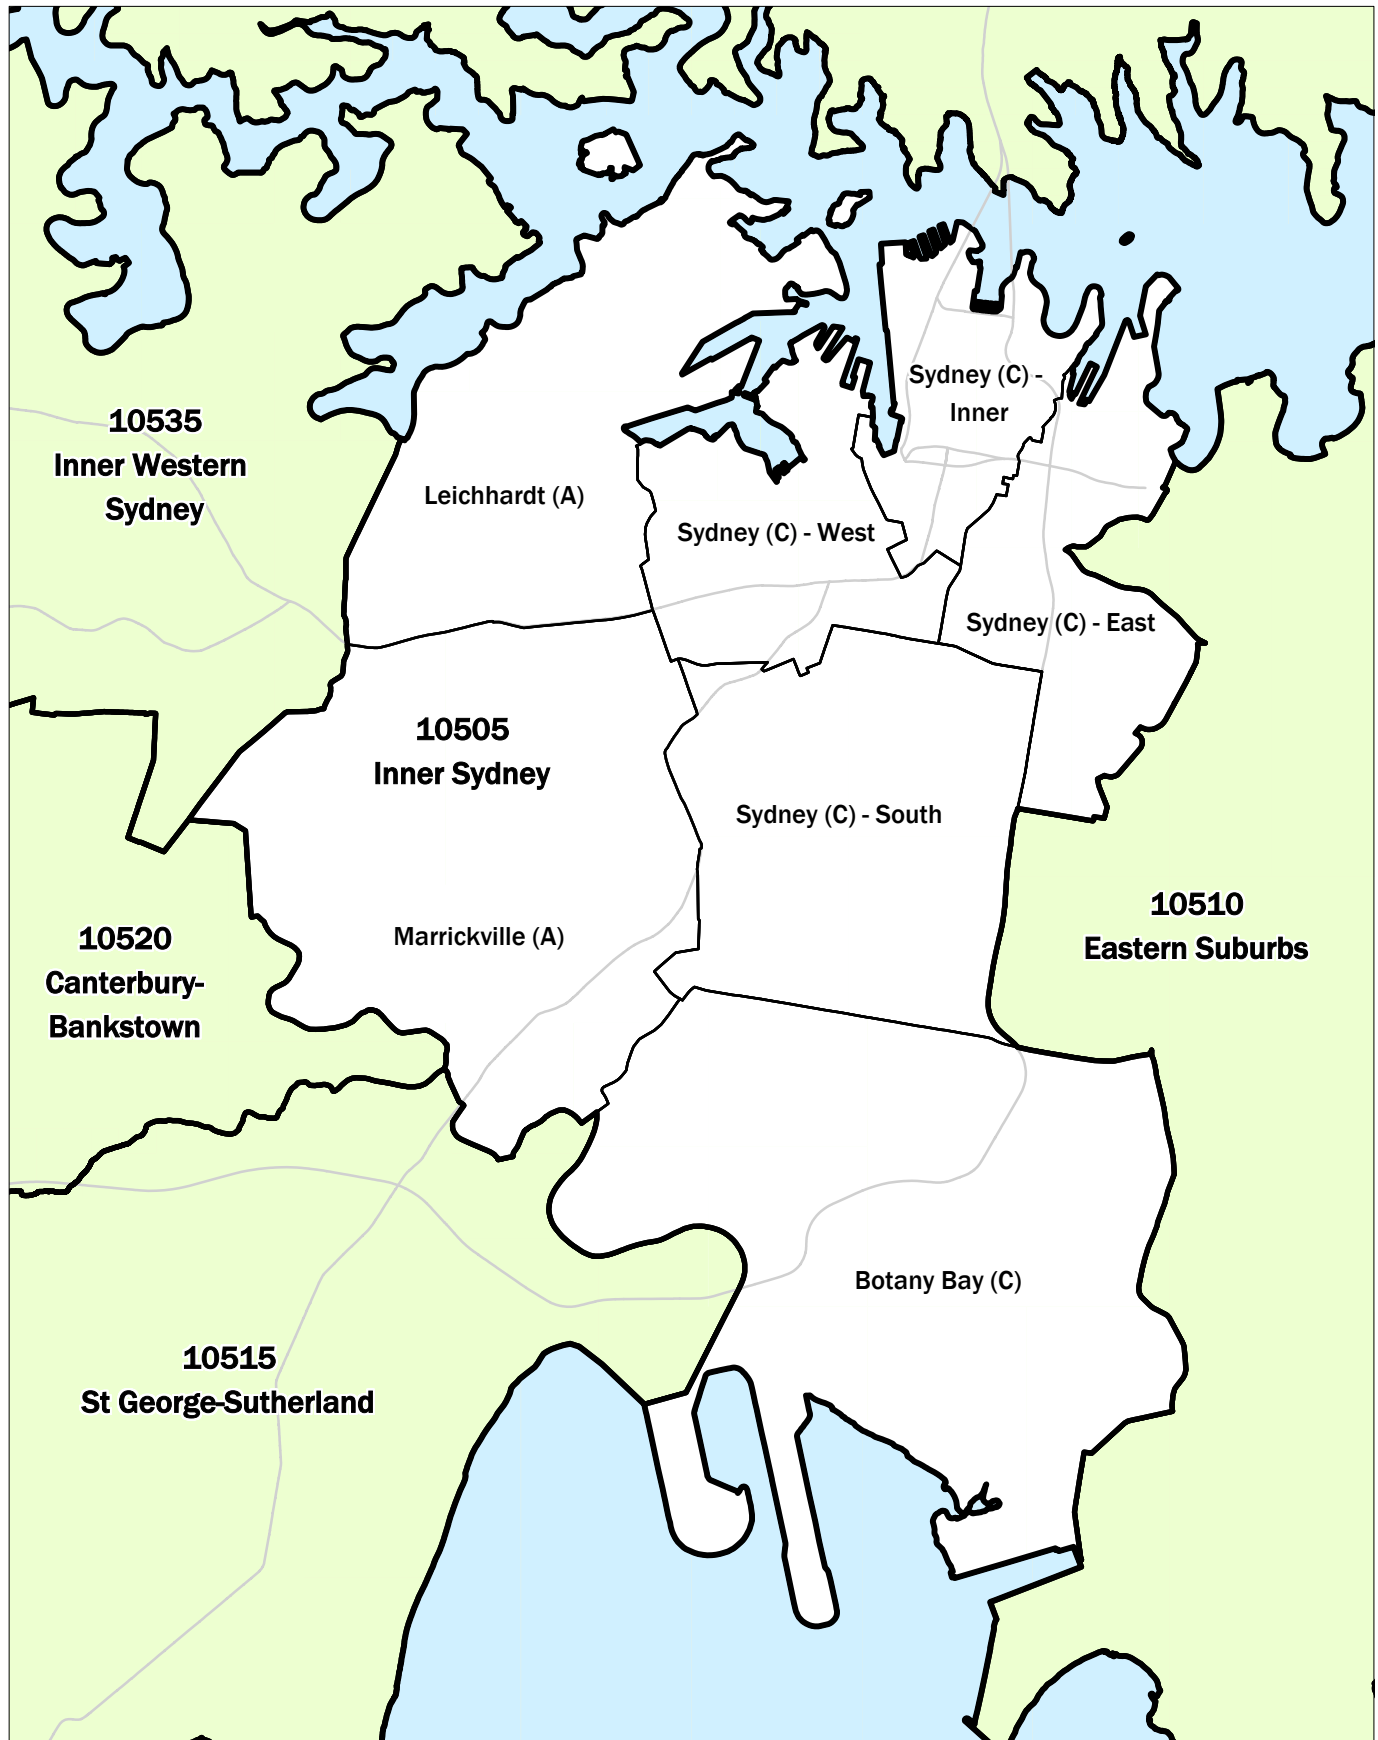 Sydney (C) -
Inner
10535
Inner Western
Sydney
Leichhardt (A)
Sydney (C) - West
Sydney (C) - East
10505
Inner Sydney
Sydney (C) - South
10510
Eastern Suburbs
Marrickville (A)
10520
Canterbury-
Bankstown
Botany Bay (C)
10515
St George-Sutherland